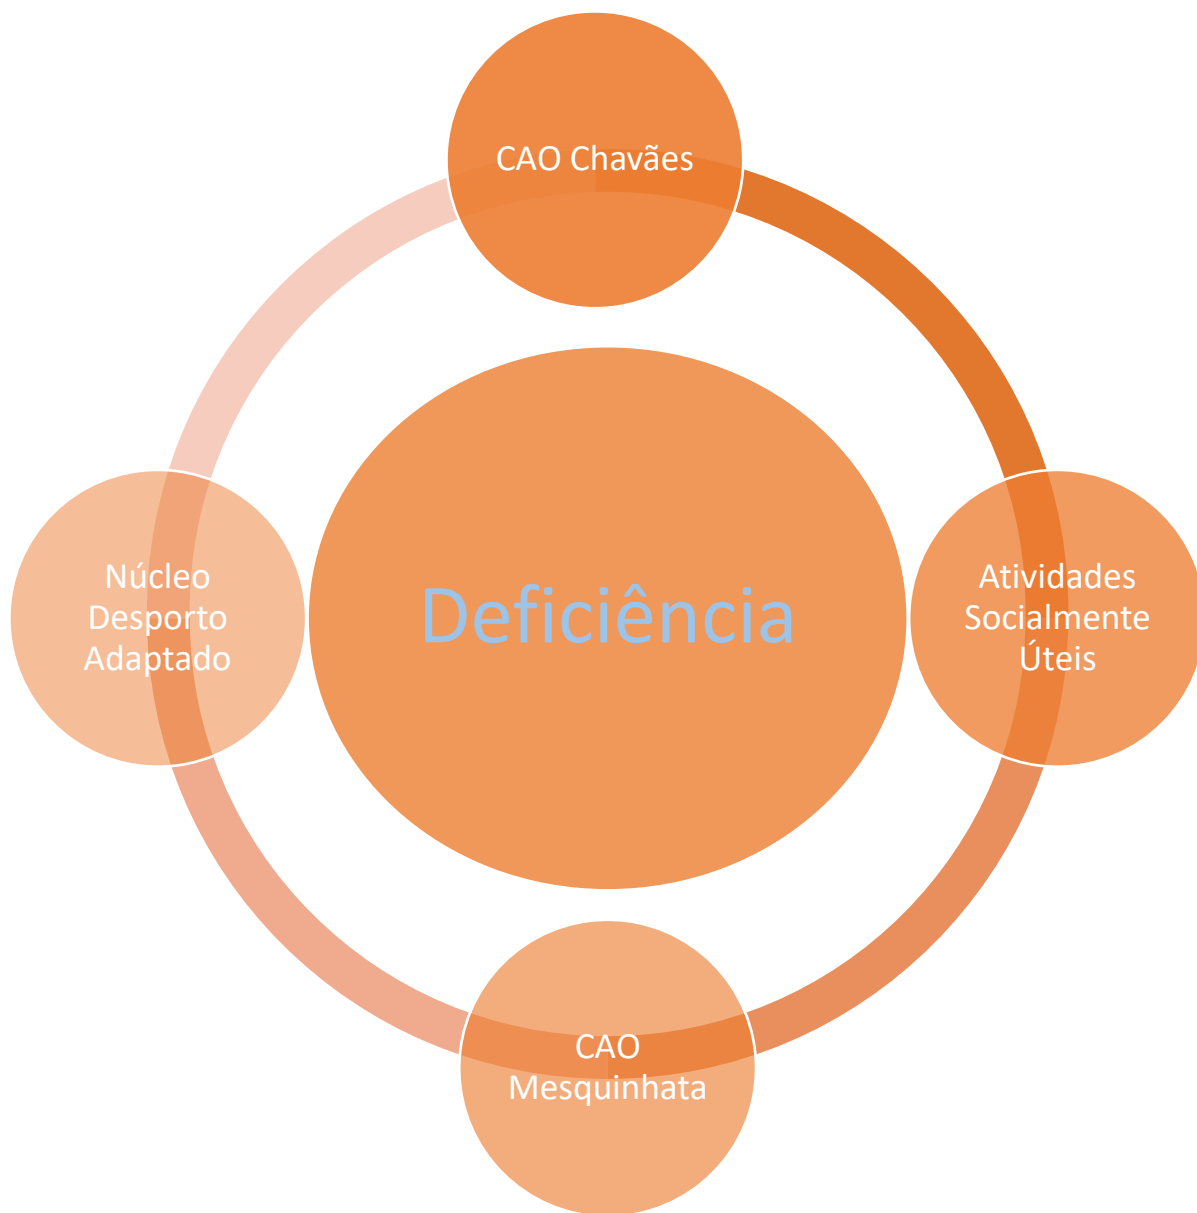 CAO Chavães
Núcleo
Desporto
Adaptado
Deficiência
Atividades
Socialmente
Úteis
CAO
Mesquinhata